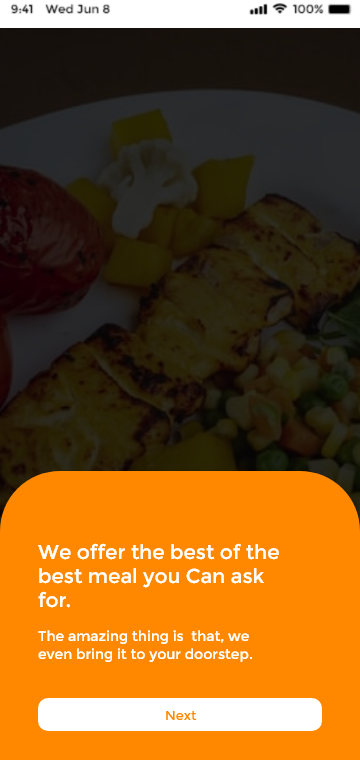 9:41 Wed Jun 8 100%
We offer the best of the
best meal you Can ask
for.
The amazing thing is that, we
even bring it to your doorstep.
Next